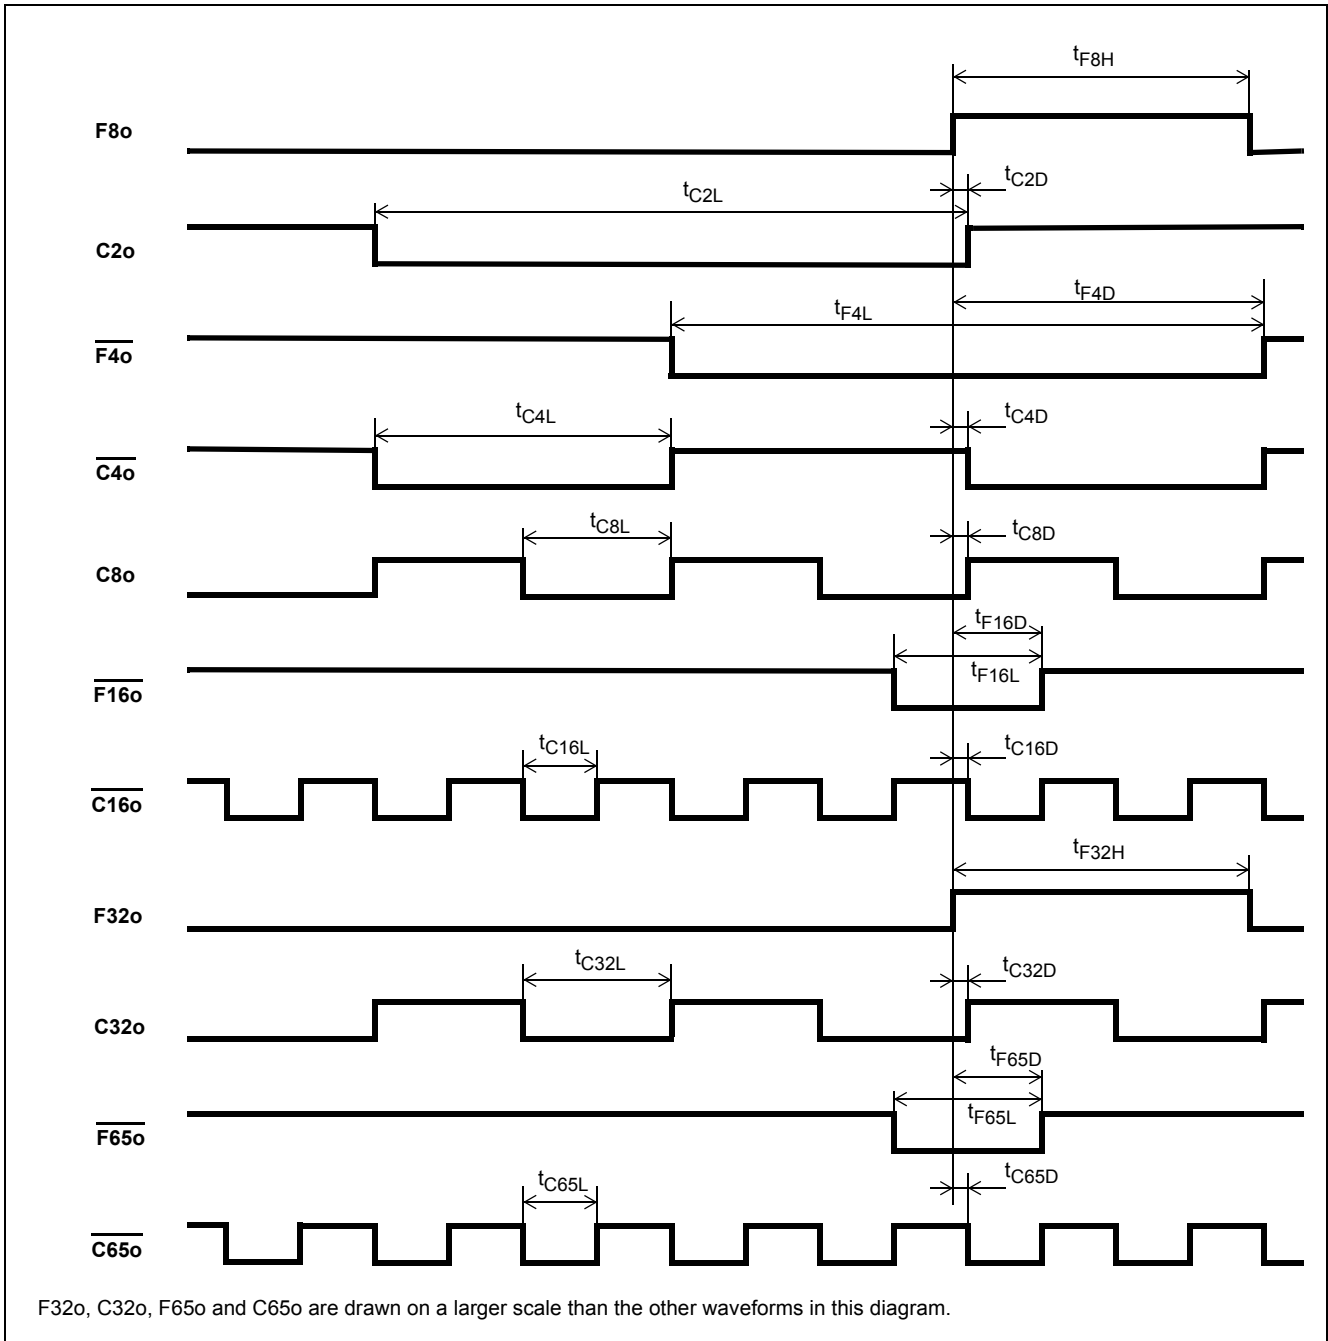 tF8H
F8o
tC2D
tC2L
C2o
tF4D
tF4L
F4o
tC4L
tC4D
C4o
tC8L
tC8D
C8o
tF16D
tF16L
F16o
tC16L
tC16D
C16o
tF32H
F32o
tC32L
tC32D
C32o
tF65D
tF65L
F65o
tC65L
tC65D
C65o
F32o, C32o, F65o and C65o are drawn on a larger scale than the other waveforms in this diagram.